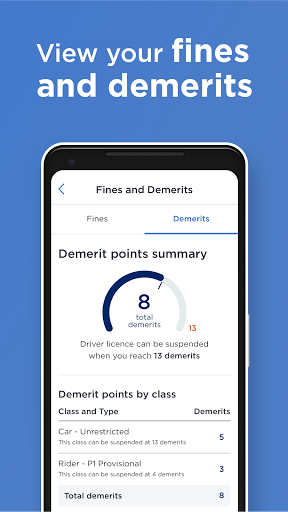 View your fines
and demerits
Fines and Demerits
Fines Demerits
Demerit points summary
8
total
demerits
13
Driver licence can be suspended
when you reach 13 demerits
Demerit points by class
Class and Type Demerits
Car - Unrestricted 5
This class can be suspended at 13 demerits
Rider - P1 Provisional 3
This class can be suspended at 4 demerits
Total demerits 8